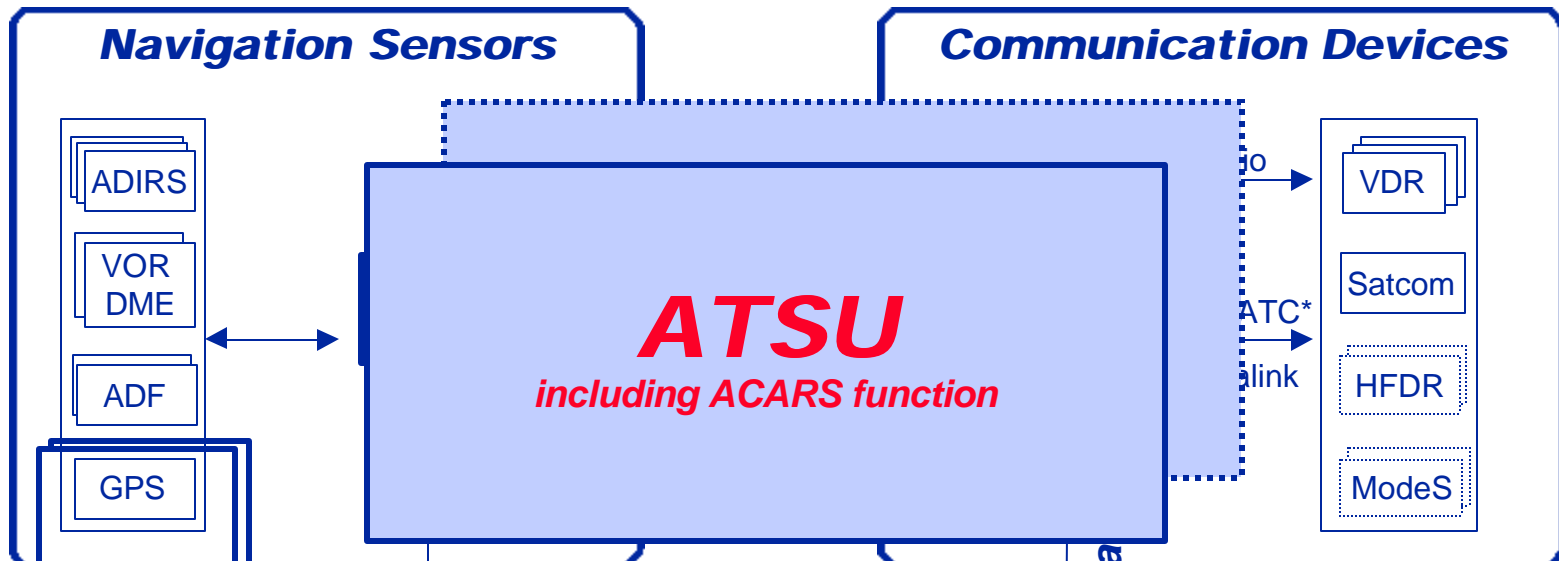 Navigation Sensors
Communication Devices
ADIRS
VOR
DME
ADF
GPS
ATSU
including ACARS function
ATC*
VDR
Satcom
HFDR
ModeS